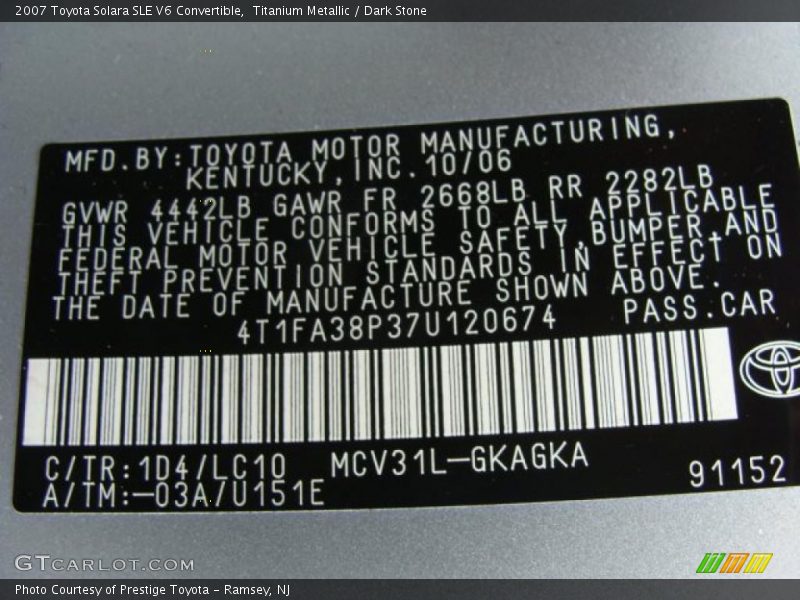 2007 Toyota Solara SLE V6 Convertible,  Titanium Metallic / Dark Stone
MFD.BY:TOYOTA MOTOR MANUFACTURING,
KENTUCKY,INC.10/06
GVWR 4442LB GAWR FR 2668LB RR 2282LB
THIS VEHICLE CONFORMS TO ALL APPLICABLE
FEDERAL MOTOR VEHICLE SAFETY,BUMPER,AND
THEFT PREVENTION STANDARDS IN EFFECT ON
THE DATE OF MANUFACTURE SHOWN ABOVE.
4T1FA38P37U120674 PASS.CAR
C/TR:1D4/LC10 MCV31L-GKAGKA
A/TM:-03A/U151E 91152
GTCARLOT.COM
Photo Courtesy of Prestige Toyota - Ramsey, NJ